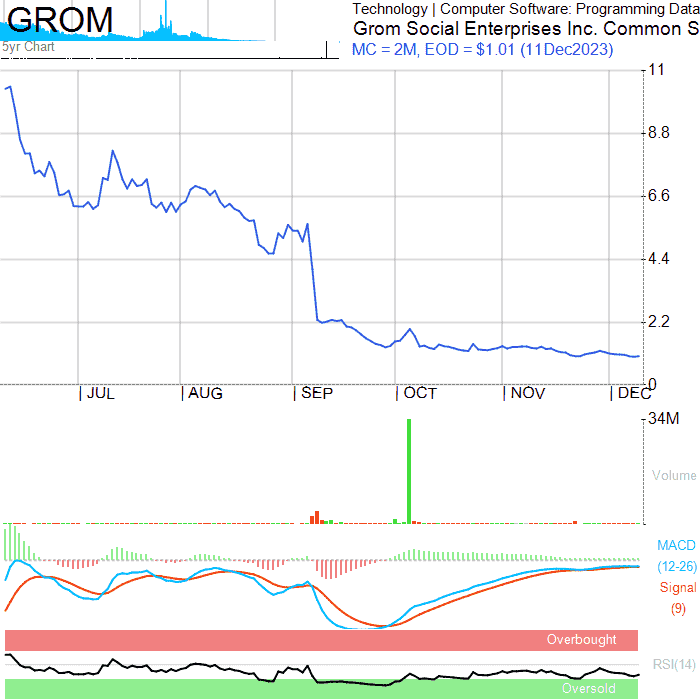 GROM
5yr Chart
Technology | Computer Software: Programming Data
Grom Social Enterprises Inc. Common S
MC = 2M, EOD = $1.01 (11Dec2023)
11
8.8
6.6
4.4
2.2
0
JUL
AUG
SEP
OCT
NOV
DEC
34M
Volume
MACD
(12-26)
Signal
(9)
Overbought
RSI(14)
Oversold